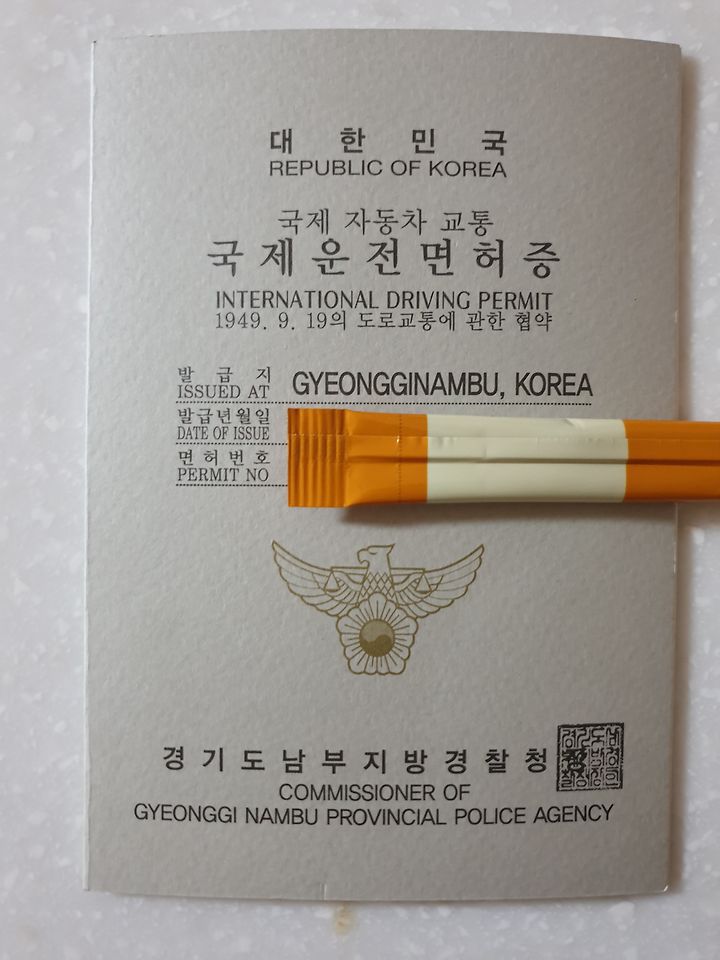 대 한 민 국
REPUBLIC OF KOREA
국제 자동차 교통
국제운전면허증
INTERNATIONAL DRIVING PERMIT
1949. 9. 19의 도로교통에 관한 협약
발 급 지
ISSUED AT GYEONGGINAMBU, KOREA
발급년월일
DATE OF ISSUE
면 허 번 호
PERMIT NO
경기도남부지방경찰청
COMMISSIONER OF
GYEONGGI NAMBU PROVINCIAL POLICE AGENCY